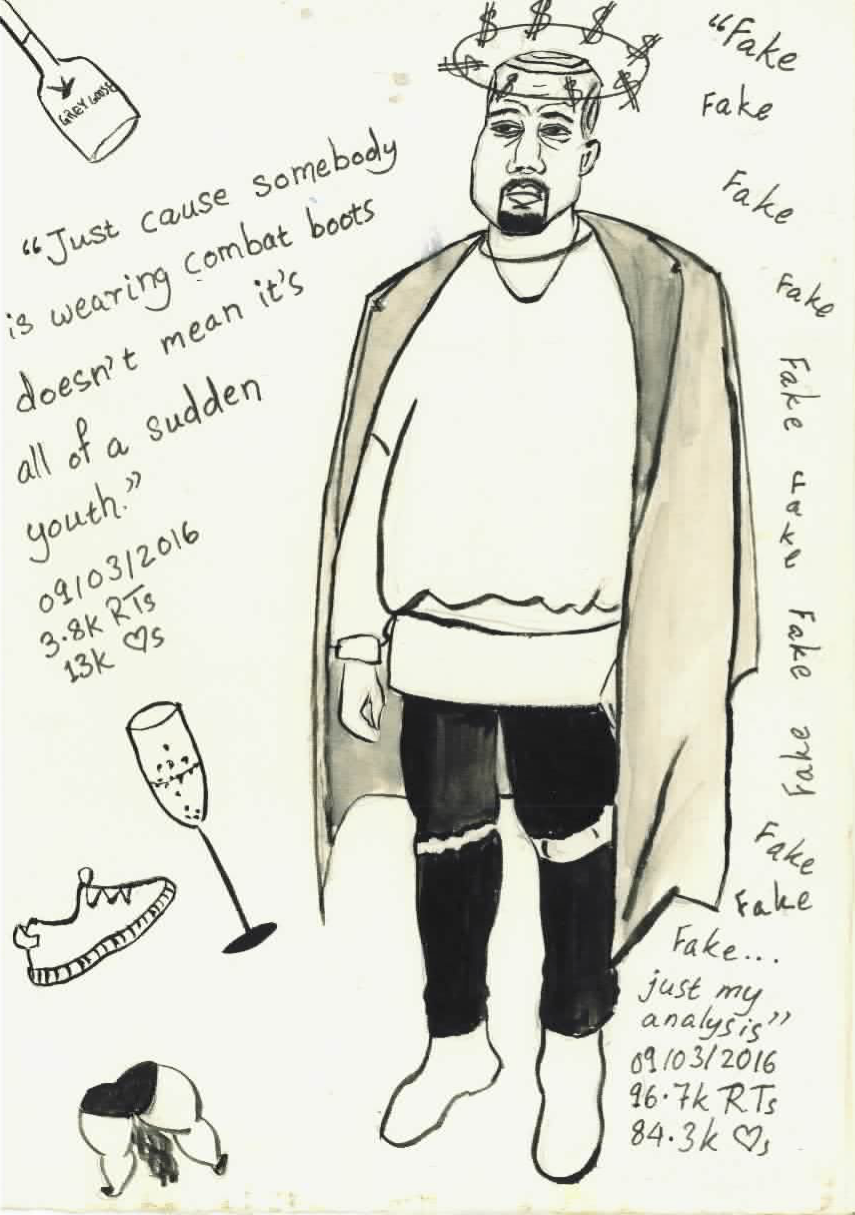 GREY GOOSE
"Just cause somebody
is wearing combat boots
doesn't mean it's
all of a sudden
youth."
09/03/2016
3.8k RTs
13k ♡s
$ $ $ $ $ $ $ $
"Fake
Fake
Fake
Fake
Fake
Fake
Fake
Fake
Fake
Fake
Fake...
just my
analysis"
09/03/2016
96.7k RTs
84.3k ♡s